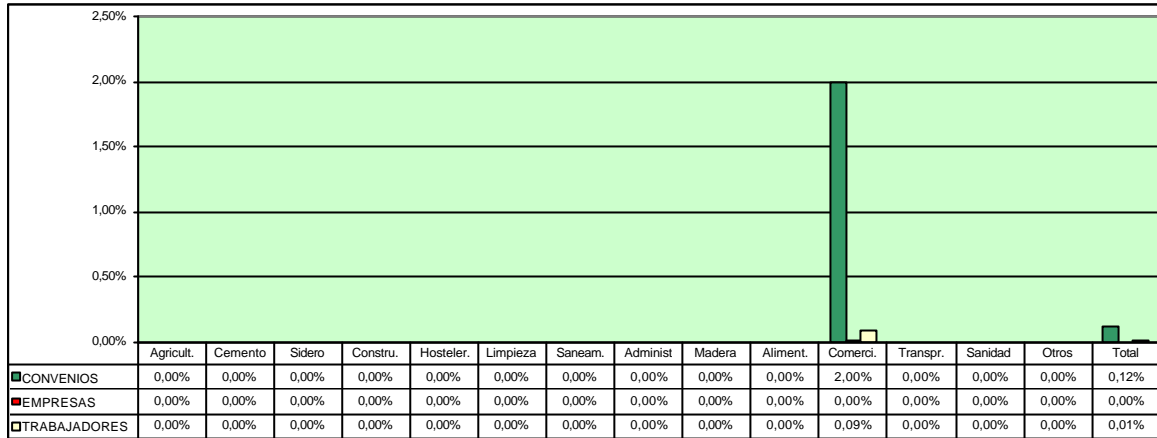 2,50%
2,00%
1,50%
1,00%
0,50%
0,00%
Agricult. Cemento Sidero Constru. Hosteler. Limpieza Saneam. Administ Madera Aliment. Comerci. Transpr. Sanidad Otros Total
CONVENIOS 0,00% 0,00% 0,00% 0,00% 0,00% 0,00% 0,00% 0,00% 0,00% 0,00% 2,00% 0,00% 0,00% 0,00% 0,12%
EMPRESAS 0,00% 0,00% 0,00% 0,00% 0,00% 0,00% 0,00% 0,00% 0,00% 0,00% 0,00% 0,00% 0,00% 0,00% 0,00%
TRABAJADORES 0,00% 0,00% 0,00% 0,00% 0,00% 0,00% 0,00% 0,00% 0,00% 0,00% 0,09% 0,00% 0,00% 0,00% 0,01%